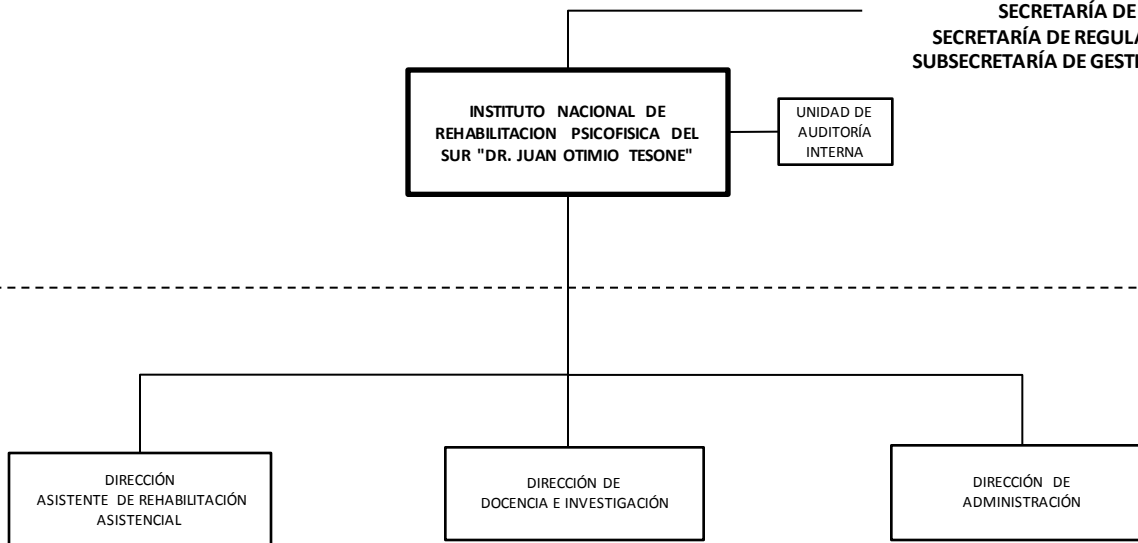 SECRETARÍA DE
SECRETARÍA DE REGULA
SUBSECRETARÍA DE GEST
INSTITUTO NACIONAL DE
REHABILITACION PSICOFISICA DEL
SUR "DR. JUAN OTIMIO TESONE"
UNIDAD DE
AUDITORÍA
INTERNA
DIRECCIÓN
ASISTENTE DE REHABILITACIÓN
ASISTENCIAL
DIRECCIÓN DE
DOCENCIA E INVESTIGACIÓN
DIRECCIÓN DE
ADMINISTRACIÓN